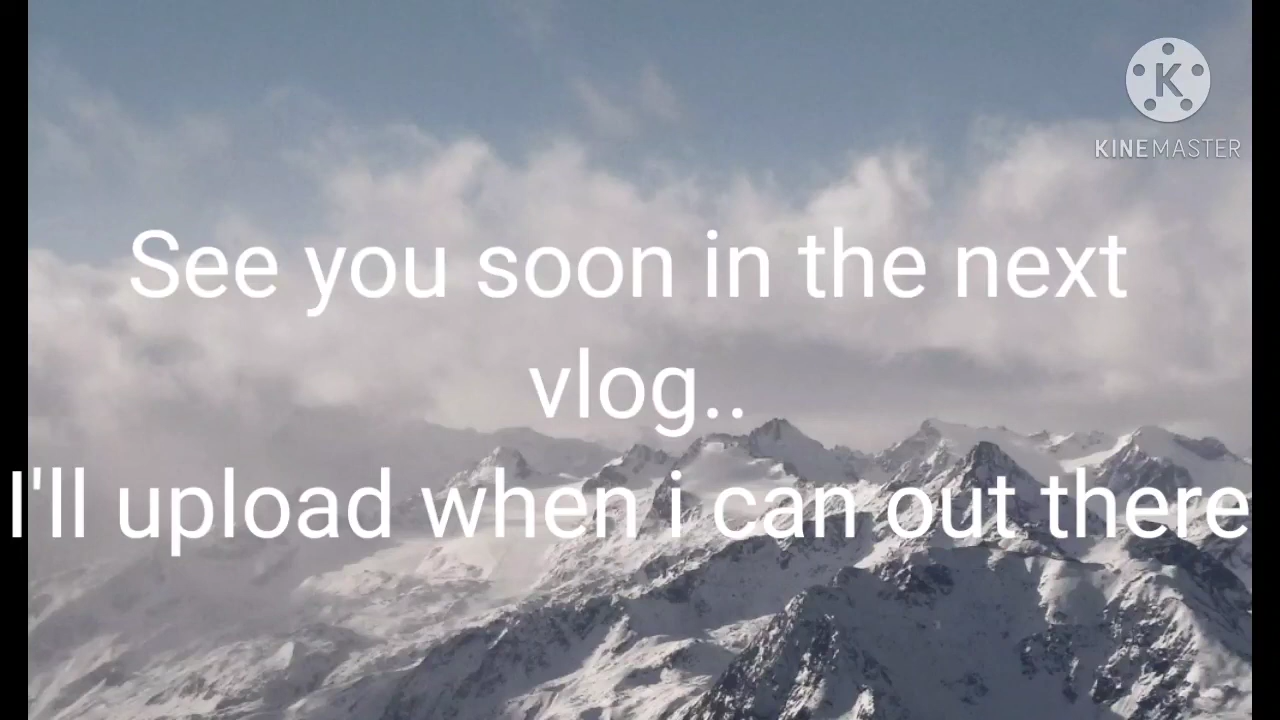 K
KINEMASTER
See you soon in the next
vlog..
I'll upload when i can out there